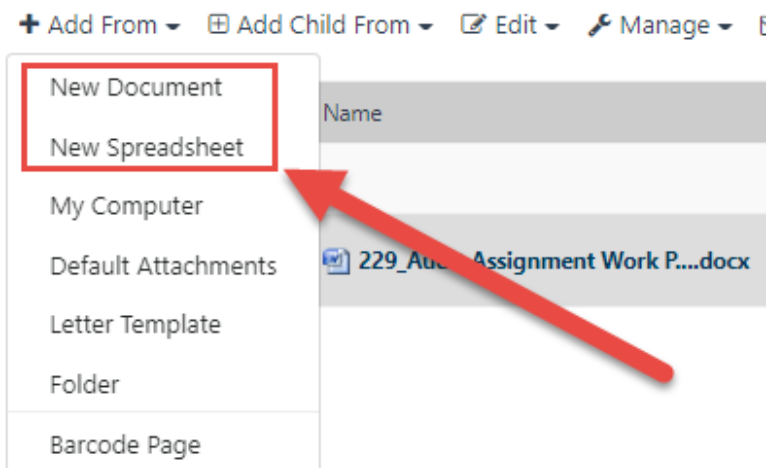 Add From Add Child From Edit Manage
New Document
Name
New Spreadsheet
My Computer
Default Attachments
229_Au Assignment Work P....docx
Letter Template
Folder
Barcode Page